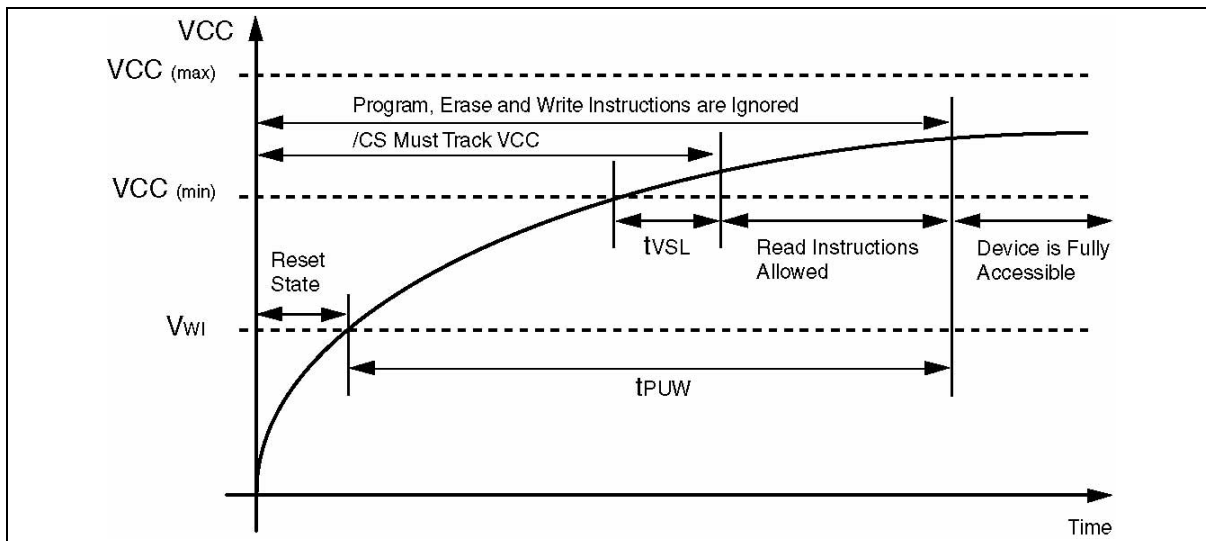 VCC
VCC (max)
Program, Erase and Write Instructions are Ignored
/CS Must Track VCC
VCC (min)
tVSL
Read Instructions
Allowed
Device is Fully
Accessible
Reset
State
VWI
tPUW
Time